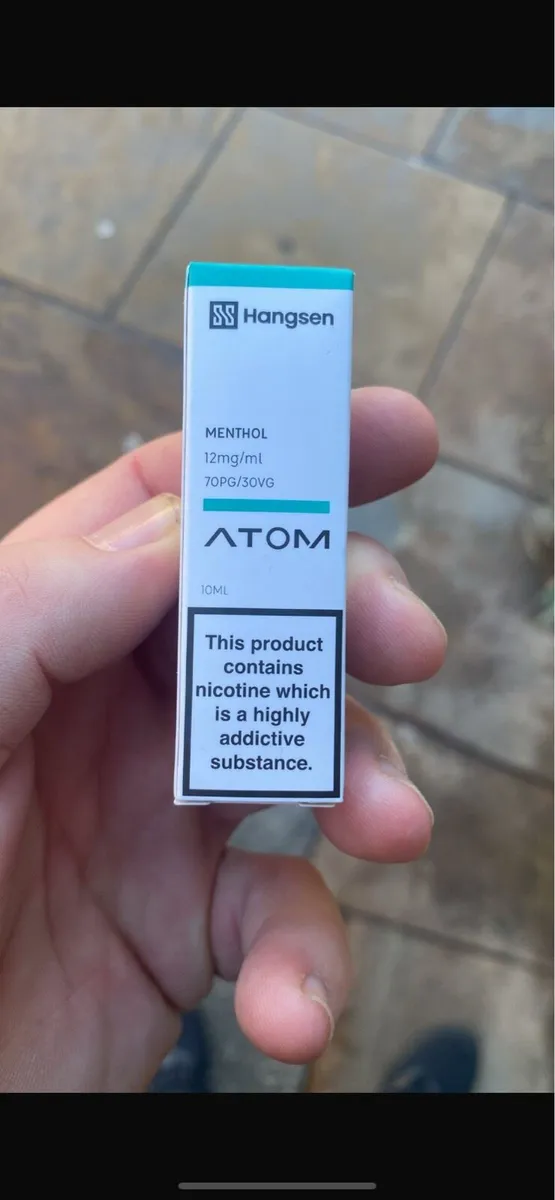 Hangsen
MENTHOL
12mg/ml
70PG/30VG
ATOM
10ML
This product
contains
nicotine which
is a highly
addictive
substance.